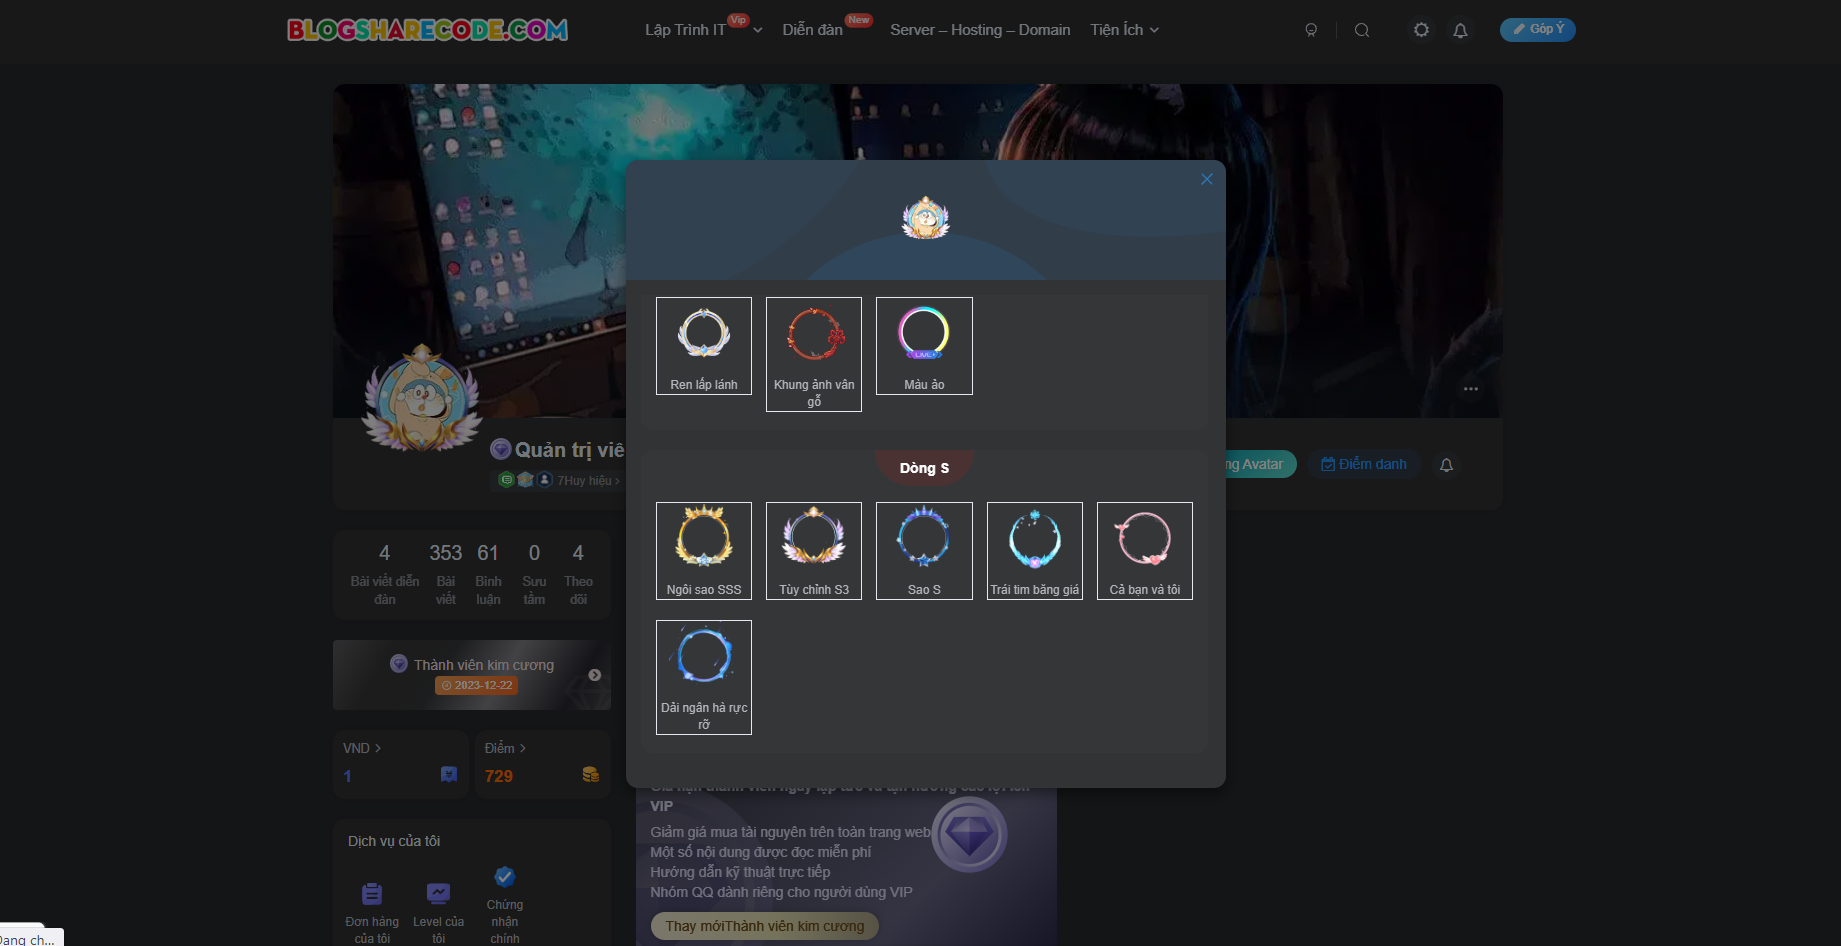 BLOGSHARECODE.COM
Lập Trình IT Vip
Diễn đàn New
Server – Hosting – Domain
Tiện Ích
Góp Ý
Ren lấp lánh
Khung ảnh vân
gỗ
Màu ảo
LIVE
Quản trị viê
7Huy hiệu
ng Avatar
Điểm danh
Dòng S
Ngôi sao SSS
Tùy chỉnh S3
Sao S
Trái tim băng giá
Cả bạn và tôi
Dải ngân hà rực
rỡ
4 353 61 0 4
Bài viết diễn Bài Bình Sưu Theo
đàn viết luận tầm dõi
Thành viên kim cương
2023-12-22
VND
1
Điểm
729
Dịch vụ của tôi
Đơn hàng
của tôi
Level của
tôi
Chứng
nhận
chính
VIP
Giảm giá mua tài nguyên trên toàn trang web
Một số nội dung được đọc miễn phí
Hướng dẫn kỹ thuật trực tiếp
Nhóm QQ dành riêng cho người dùng VIP
Thay mớiThành viên kim cương
Đang ch...